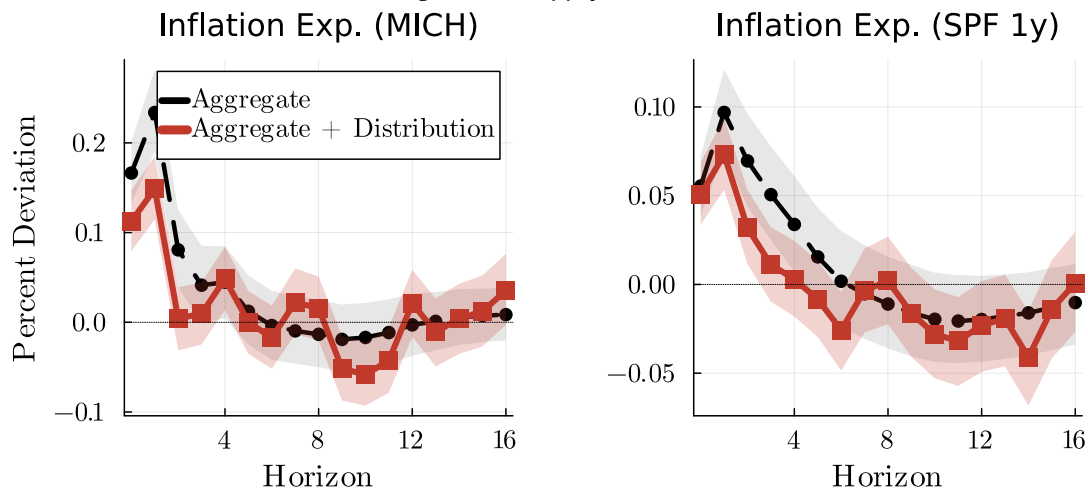 Inflation Exp. (MICH)
Inflation Exp. (SPF 1y)
Aggregate
Aggregate + Distribution
Percent Deviation
0.2
0.1
0.0
−0.1
4
8
12
16
Horizon
0.10
0.05
0.00
−0.05
4
8
12
16
Horizon